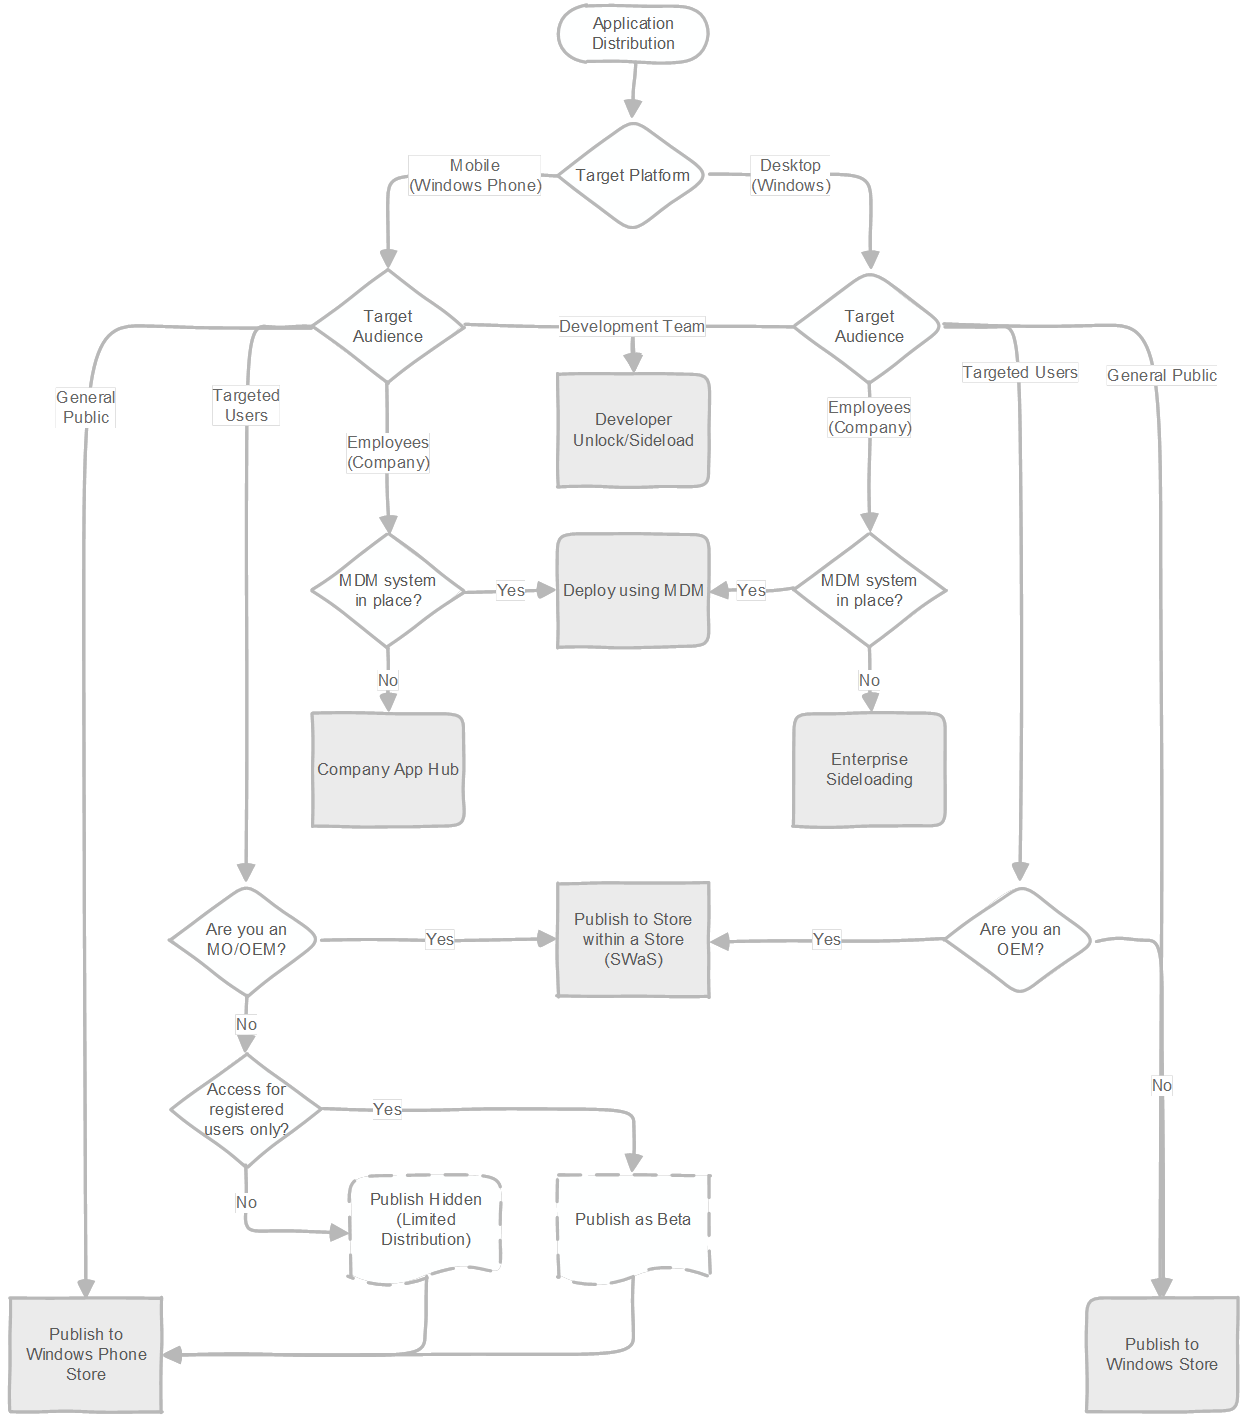 Application
Distribution
Target Platform
Mobile
(Windows Phone)
Desktop
(Windows)
Target
Audience
Development Team
Target
Audience
General
Public
Targeted
Users
Employees
(Company)
Developer
Unlock/Sideload
Employees
(Company)
Targeted Users
General Public
MDM system
in place?
Yes
Deploy using MDM
Yes
MDM system
in place?
No
No
Company App Hub
Enterprise
Sideloading
Are you an
MO/OEM?
Yes
Publish to Store
within a Store
(SWaS)
Yes
Are you an
OEM?
No
Access for
registered
users only?
Yes
No
No
Publish Hidden
(Limited
Distribution)
Publish as Beta
Publish to
Windows Phone
Store
Publish to
Windows Store